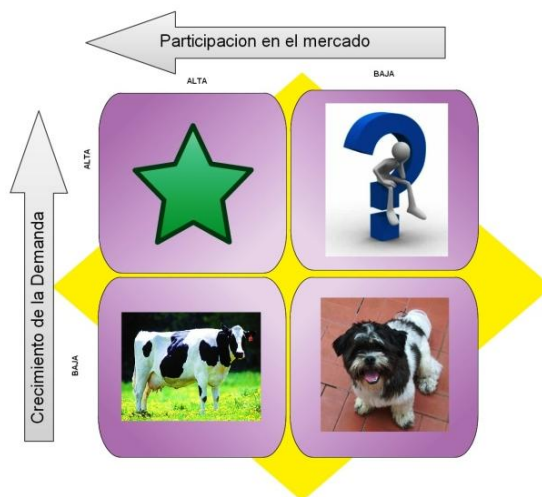 Participacion en el mercado
ALTA
BAJA
ALTA
Crecimiento de la Demanda
BAJA